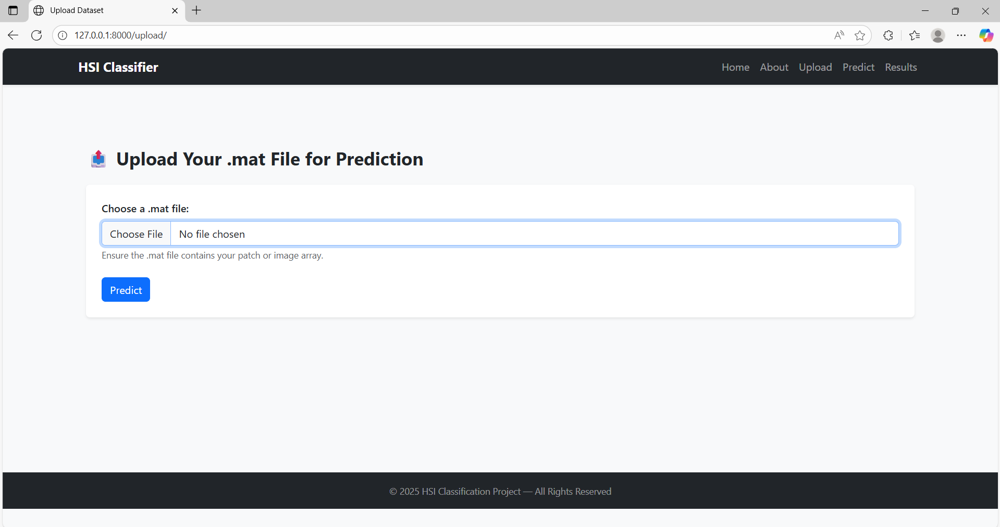 Upload Dataset
127.0.0.1:8000/upload/
HSI Classifier
Home About Upload Predict Results
Upload Your .mat File for Prediction
Choose a .mat file:
Choose File No file chosen
Ensure the .mat file contains your patch or image array.
Predict
© 2025 HSI Classification Project — All Rights Reserved